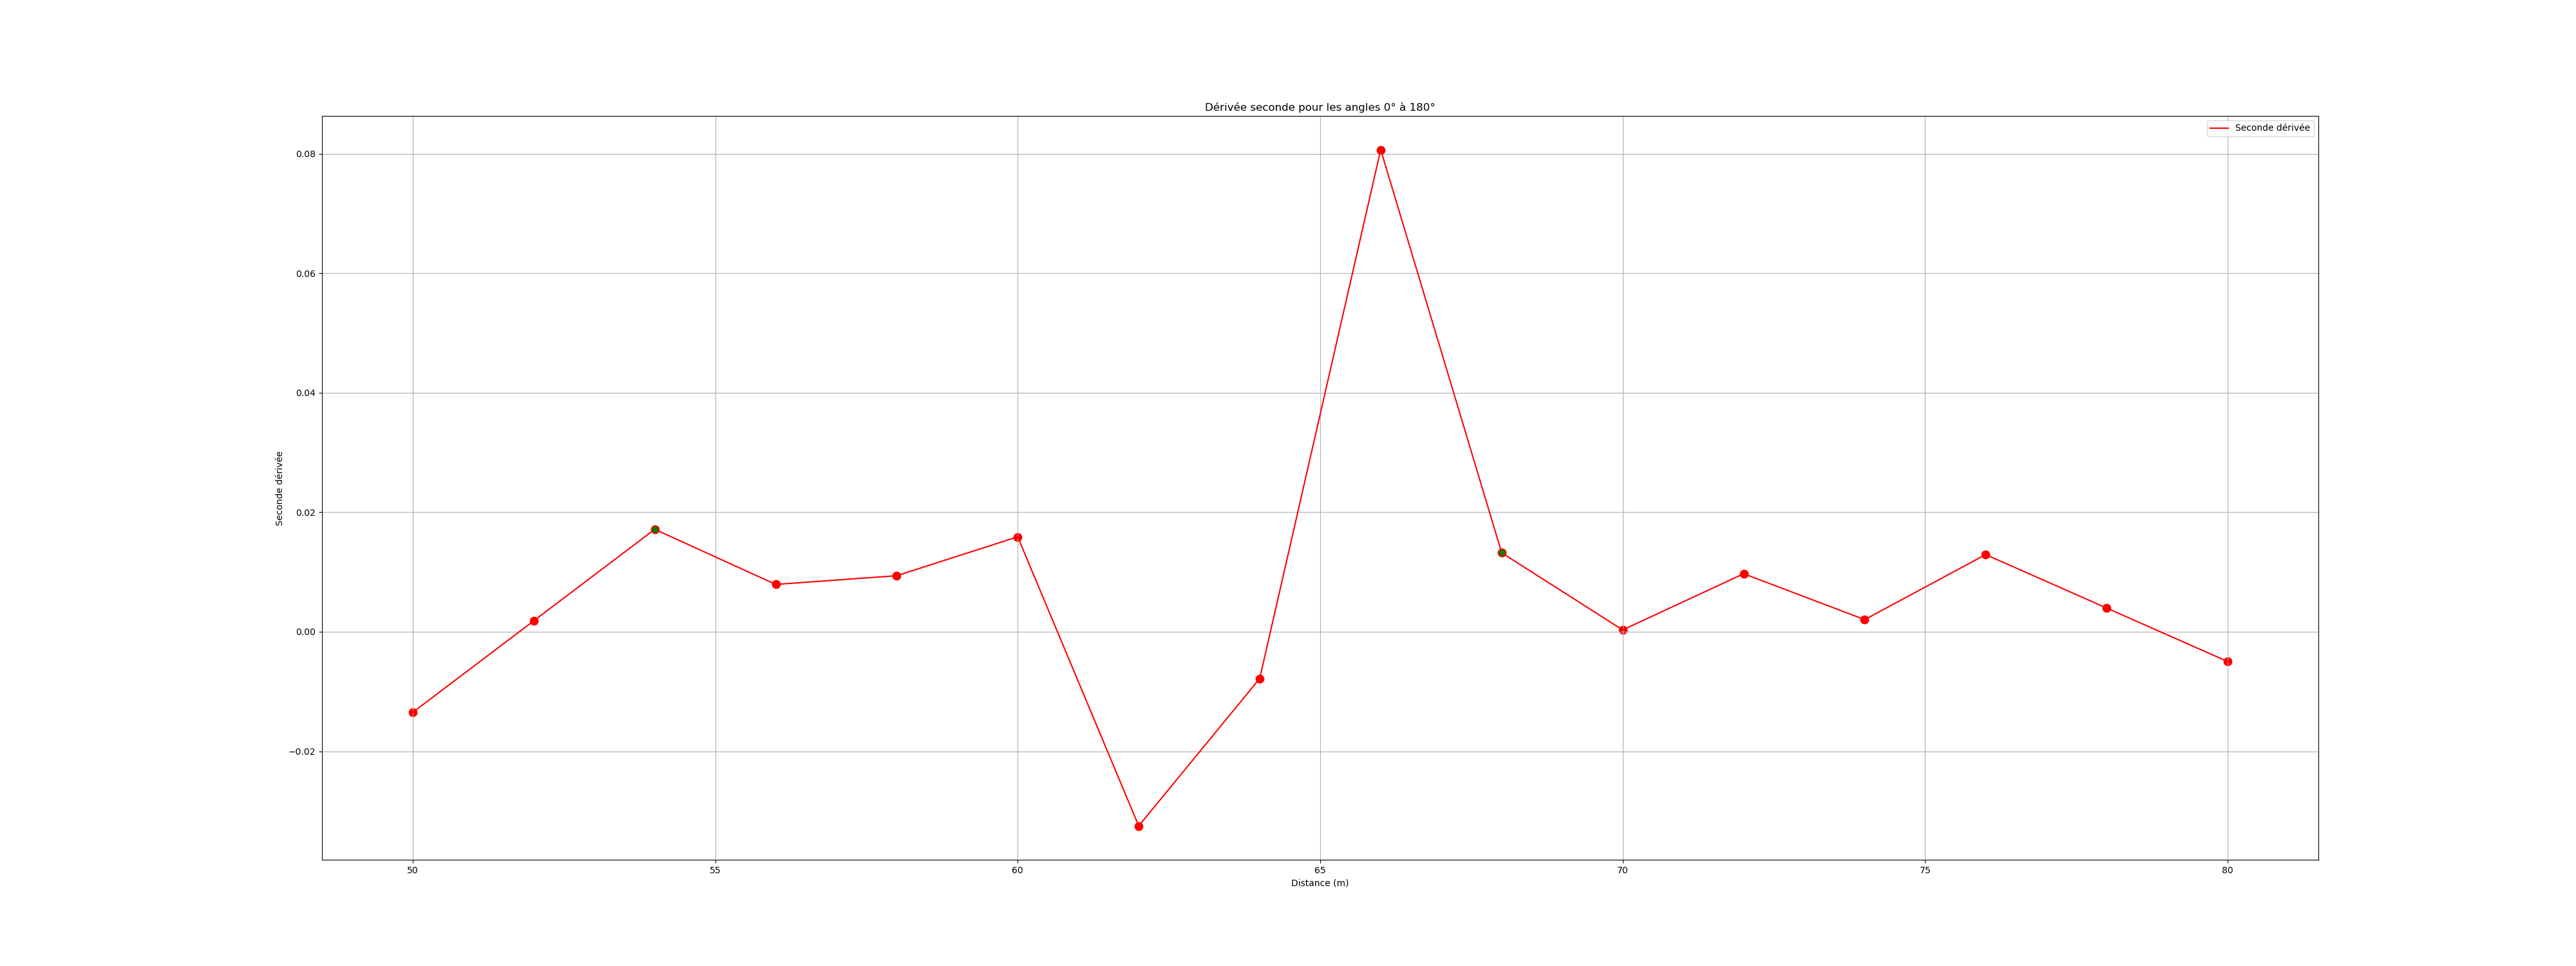 Dérivée seconde pour les angles 0° à 180°
Seconde dérivée
0.08
0.06
0.04
0.02
0.00
−0.02
Seconde dérivée
50 55 60 65 70 75 80
Distance (m)